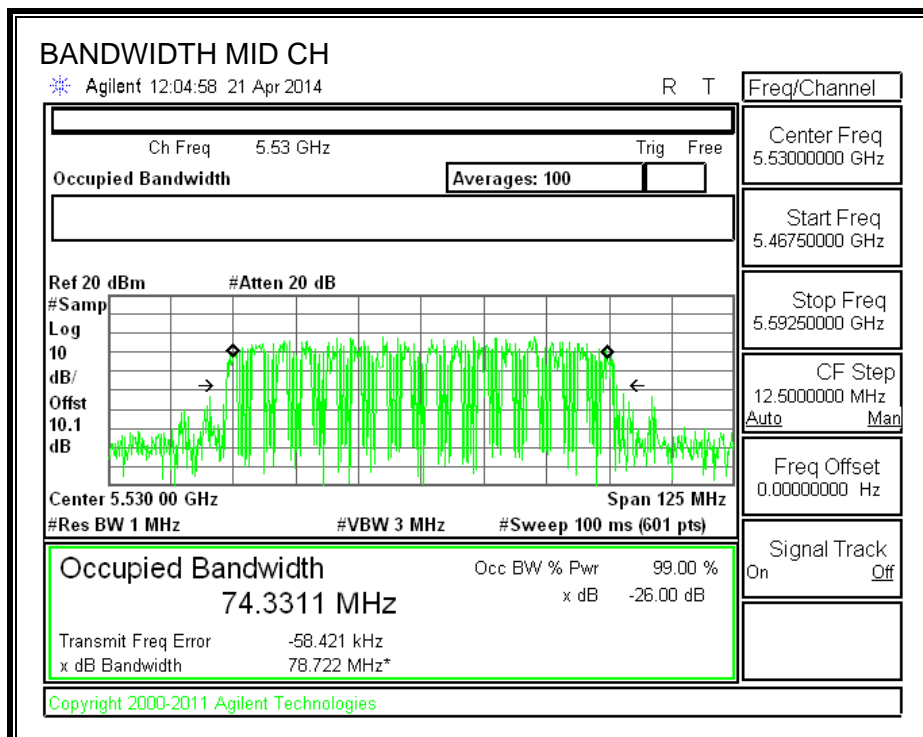 BANDWIDTH MID CH
Agilent 12:04:58 21 Apr 2014 R T
Freq/Channel
Ch Freq 5.53 GHz Trig Free
Occupied Bandwidth Averages: 100
Center Freq
5.53000000 GHz
Start Freq
5.46750000 GHz
Stop Freq
5.59250000 GHz
CF Step
12.5000000 MHz
Auto Man
Freq Offset
0.00000000 Hz
Signal Track
On Off
Ref 20 dBm #Atten 20 dB
#Samp
Log
10
dB/
Offst
10.1
dB
Center 5.530 00 GHz Span 125 MHz
#Res BW 1 MHz #VBW 3 MHz #Sweep 100 ms (601 pts)
Occupied Bandwidth Occ BW % Pwr 99.00 %
74.3311 MHz x dB -26.00 dB
Transmit Freq Error -58.421 kHz
x dB Bandwidth 78.722 MHz*
Copyright 2000-2011 Agilent Technologies